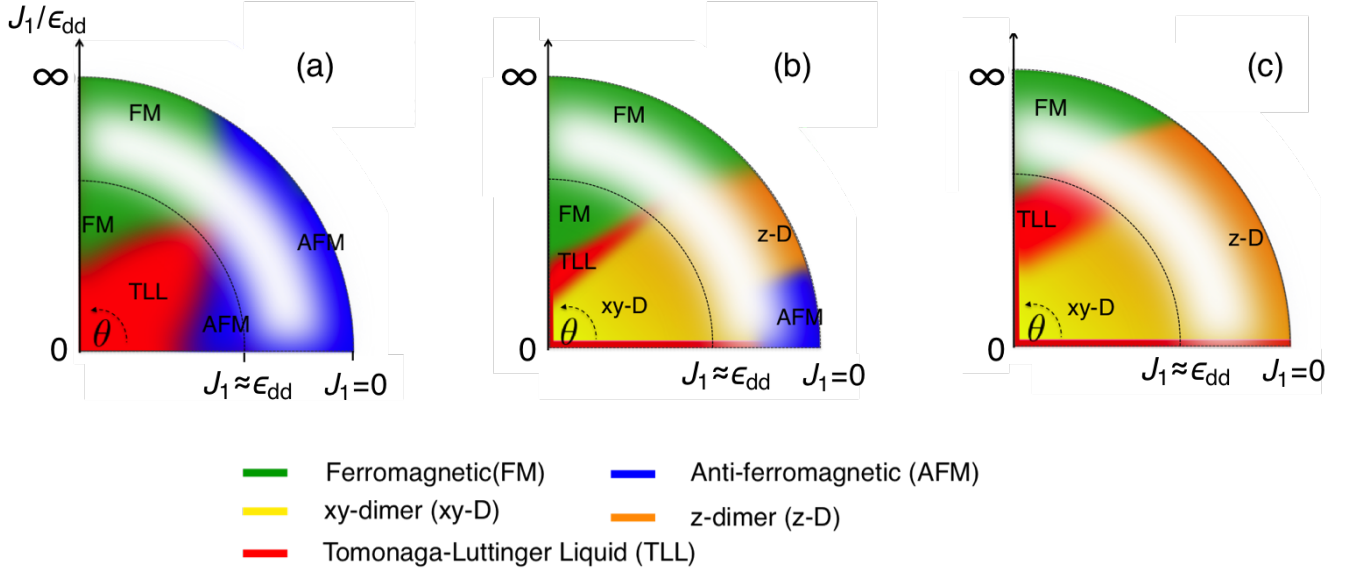 J₁/ϵdd
(a)
∞
FM
FM
AFM
TLL
AFM
θ
0
J₁≈ϵdd
J₁=0
(b)
∞
FM
FM
z-D
TLL
xy-D
AFM
θ
0
J₁≈ϵdd
J₁=0
(c)
∞
FM
TLL
z-D
xy-D
θ
0
J₁≈ϵdd
J₁=0
Ferromagnetic(FM)
Anti-ferromagnetic (AFM)
xy-dimer (xy-D)
z-dimer (z-D)
Tomonaga-Luttinger Liquid (TLL)